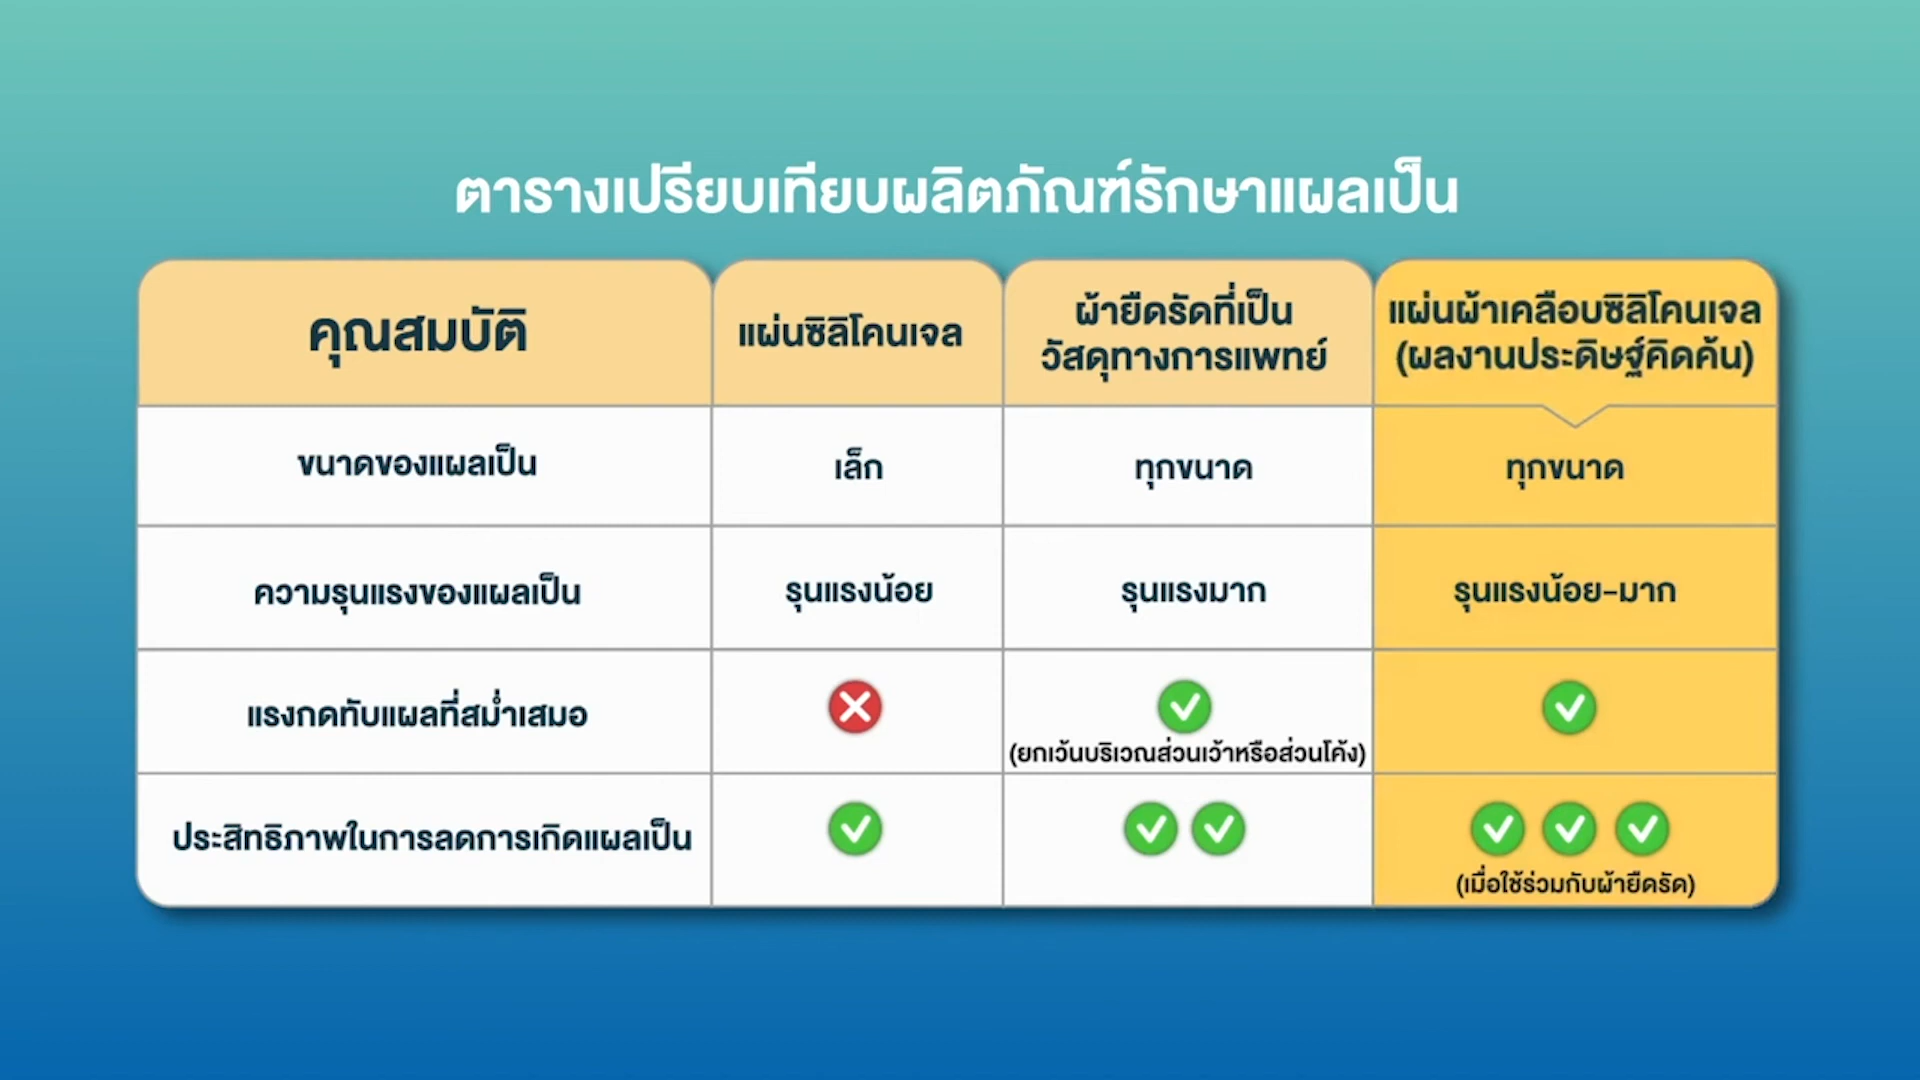 ตารางเปรียบเทียบผลิตภัณฑ์รักษาแผลเป็น
คุณสมบัติ
แผ่นซิลิโคนเจล
ผ้ายืดรัดที่เป็น
วัสดุทางการแพทย์
แผ่นผ้าเคลือบซิลิโคนเจล
(ผลงานประดิษฐ์คิดค้น)
ขนาดของแผลเป็น
เล็ก
ทุกขนาด
ทุกขนาด
ความรุนแรงของแผลเป็น
รุนแรงน้อย
รุนแรงมาก
รุนแรงน้อย-มาก
แรงกดทับแผลที่สม่ำเสมอ
(ยกเว้นบริเวณส่วนเว้าหรือส่วนโค้ง)
ประสิทธิภาพในการลดการเกิดแผลเป็น
(เมื่อใช้ร่วมกับผ้ายืดรัด)